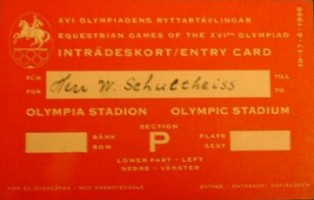 XVI OLYMPIADENS RYTTARTÄVLINGAR
EQUESTRIAN GAMES OF THE XVITH OLYMPIAD
INTRÄDESKORT/ENTRY CARD
10-17/6 1956
FÖR
FOR
Herr W. Schultheiss
TILL
TO
OLYMPIA STADION OLYMPIC STADIUM
SECTION
BÄNK
ROW
P
PLATS
SEAT
LOWER PART - LEFT
NEDRE - VÄNSTER